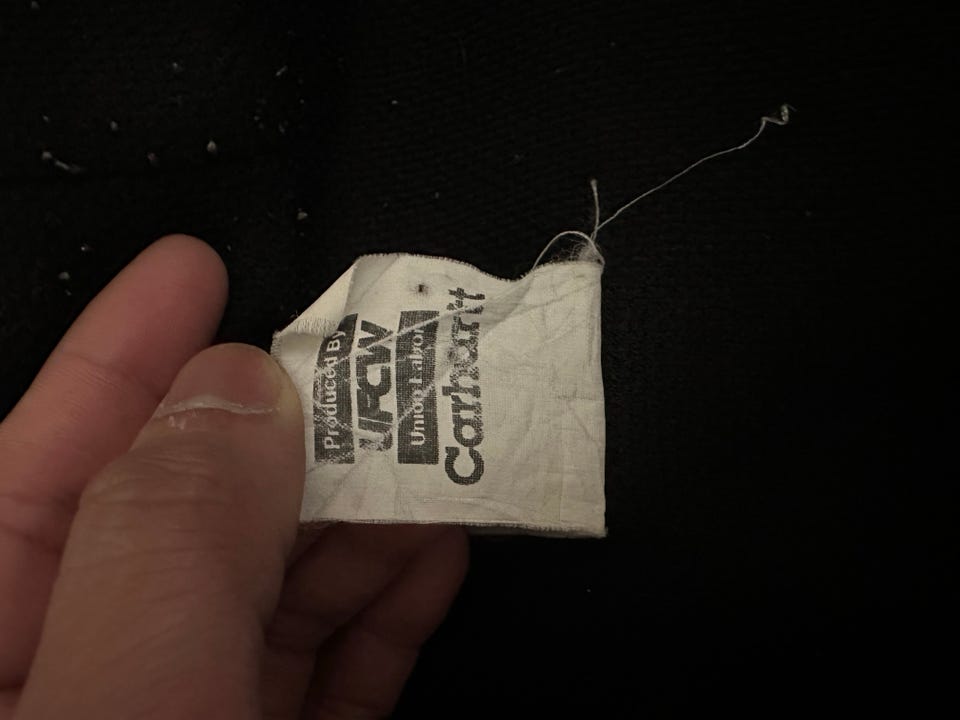 Produced By
UFCW
Union Labor
Carhartt